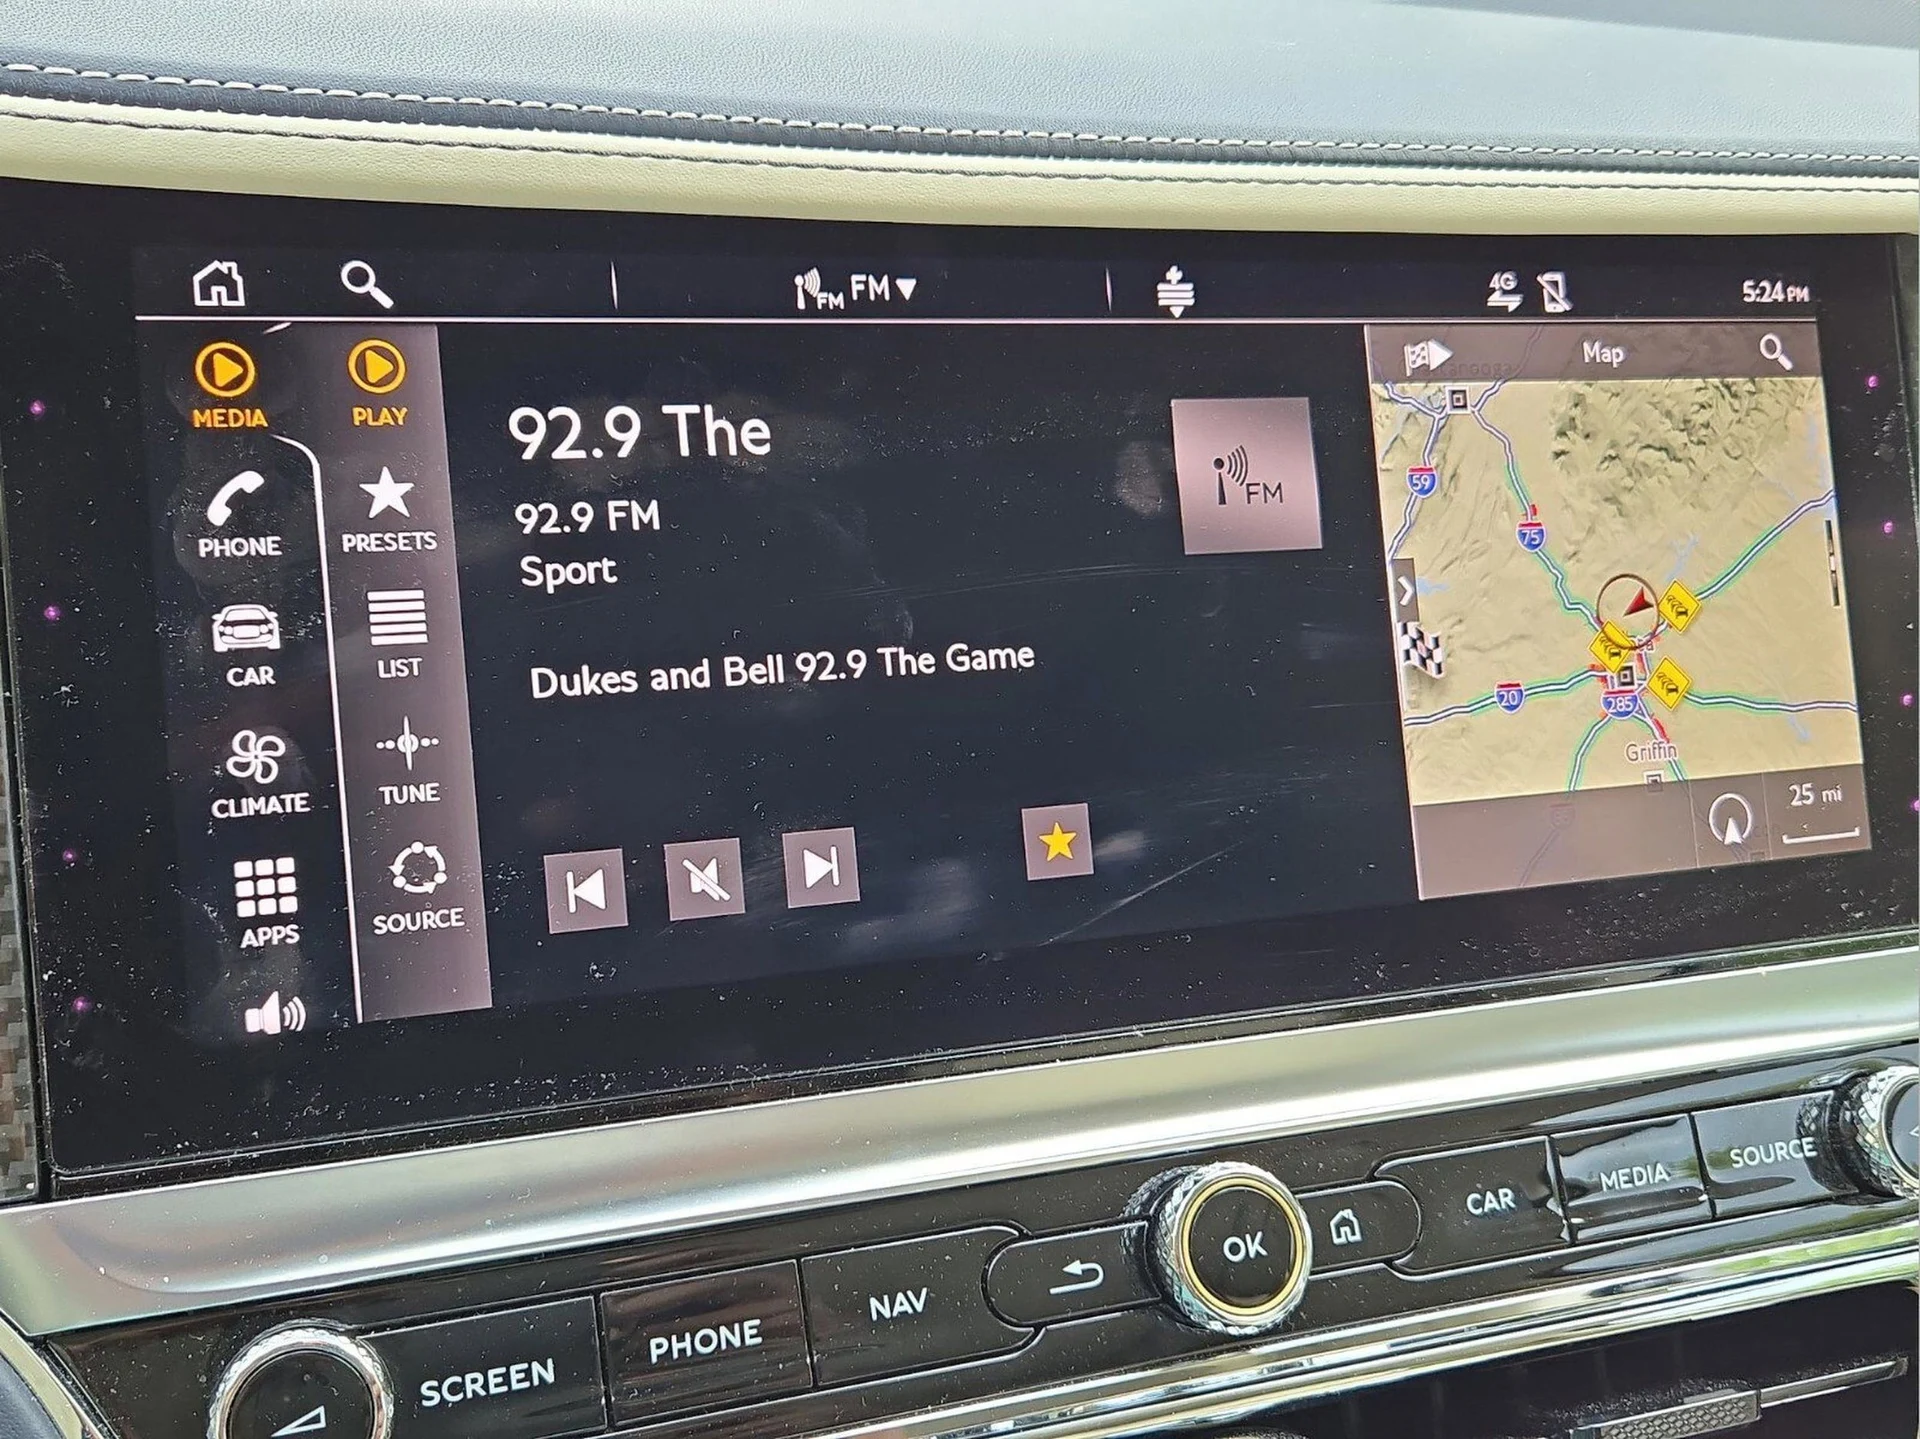 FM FM
4G
5:24 PM
MEDIA
PLAY
PHONE
PRESETS
CAR
LIST
CLIMATE
TUNE
APPS
SOURCE
92.9 The
92.9 FM
Sport
Dukes and Bell 92.9 The Game
FM
Map
59
75
20
285
Griffin
25 mi
SCREEN
PHONE
NAV
OK
CAR
MEDIA
SOURCE